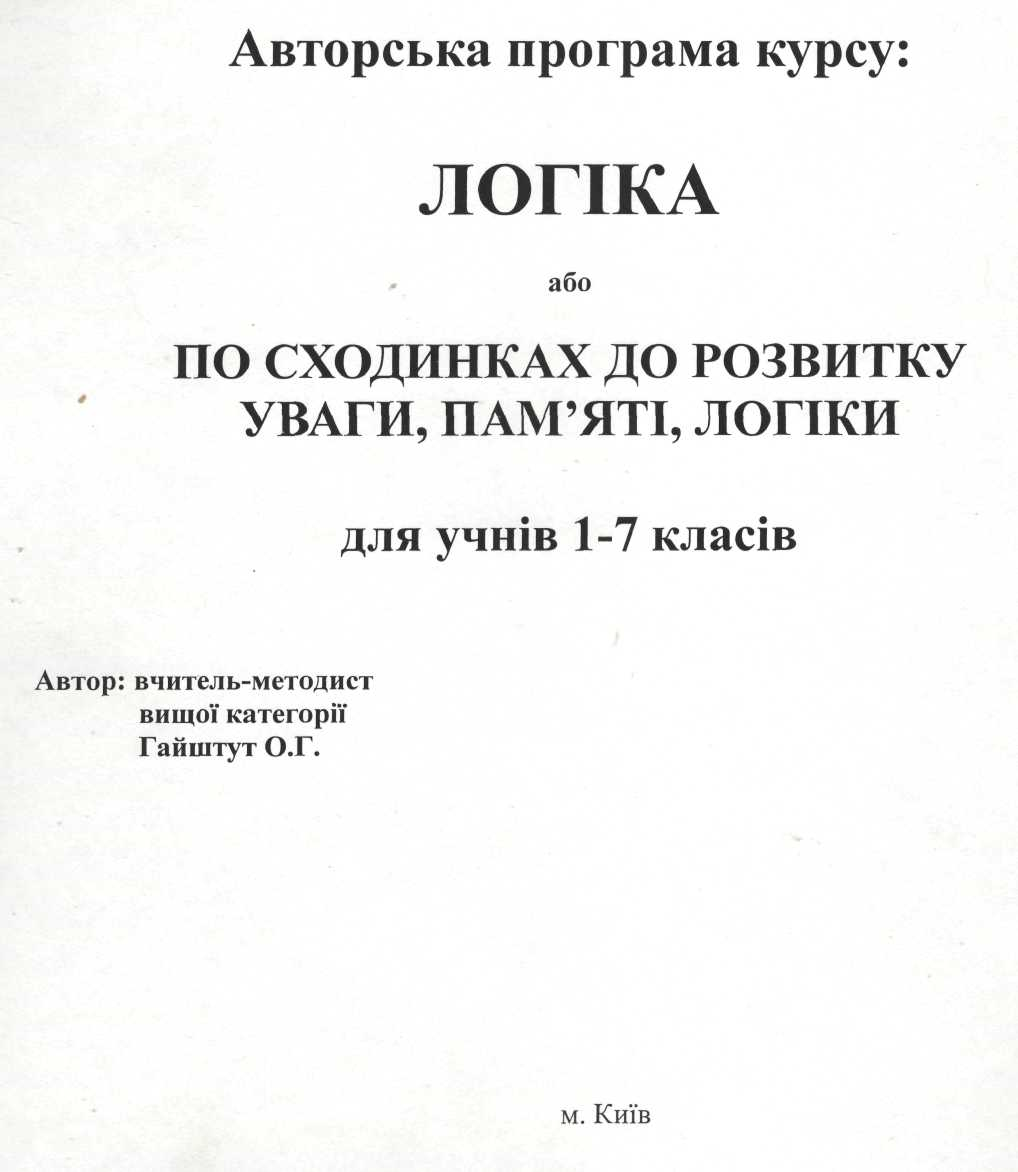 Авторська програма курсу:
ЛОГІКА
або
ПО СХОДИНКАХ ДО РОЗВИТКУ
УВАГИ, ПАМ’ЯТІ, ЛОГІКИ
для учнів 1-7 класів
Автор: вчитель-методист
вищої категорії
Гайштут О.Г.
м. Київ